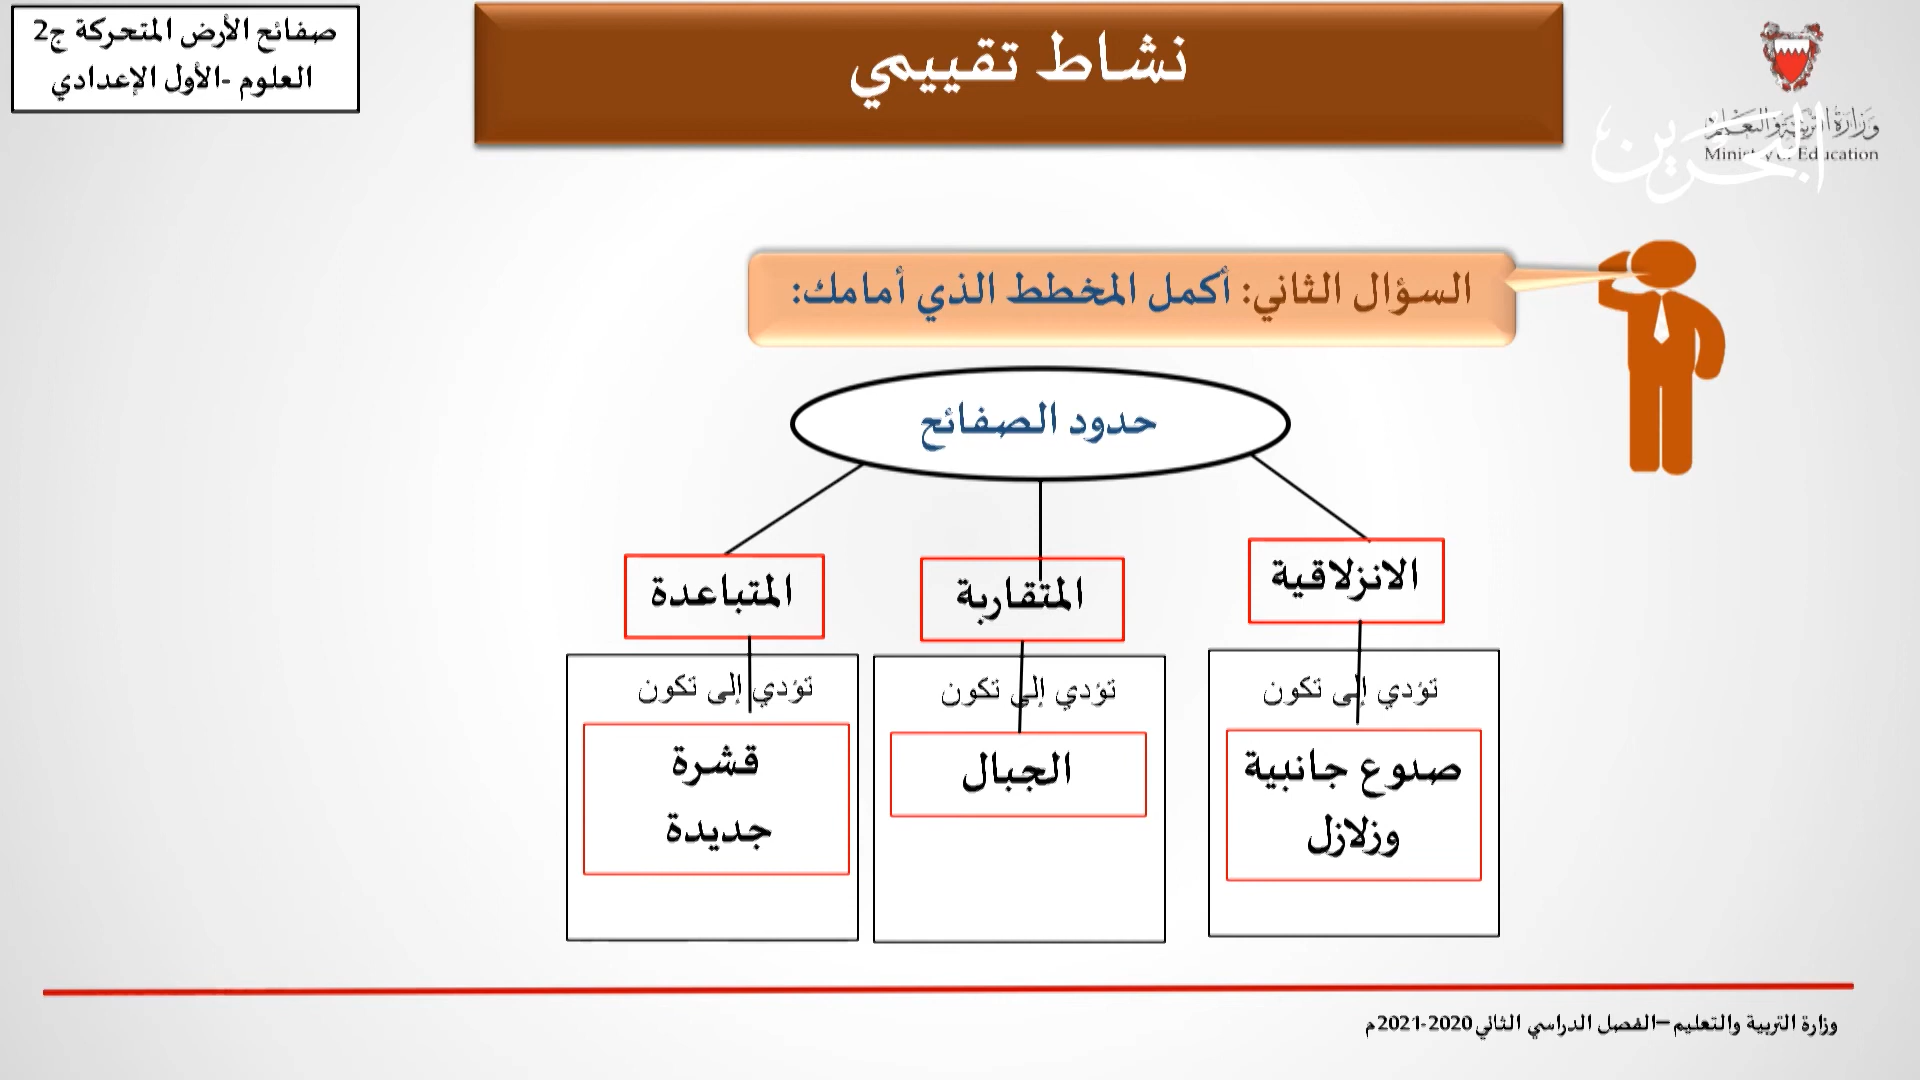 صفائح الأرض المتحركة ج2
العلوم -الأول الإعدادي
نشاط تقييمي
وزارة التربية والتعليم
Ministry of Education
البحرين
السؤال الثاني: أكمل المخطط الذي أمامك:
حدود الصفائح
الانزلاقية
المتقاربة
المتباعدة
تؤدي إلى تكون
صدوع جانبية
وزلازل
تؤدي إلى تكون
الجبال
تؤدي إلى تكون
قشرة
جديدة
وزارة التربية والتعليم –الفصل الدراسي الثاني 2020-2021م